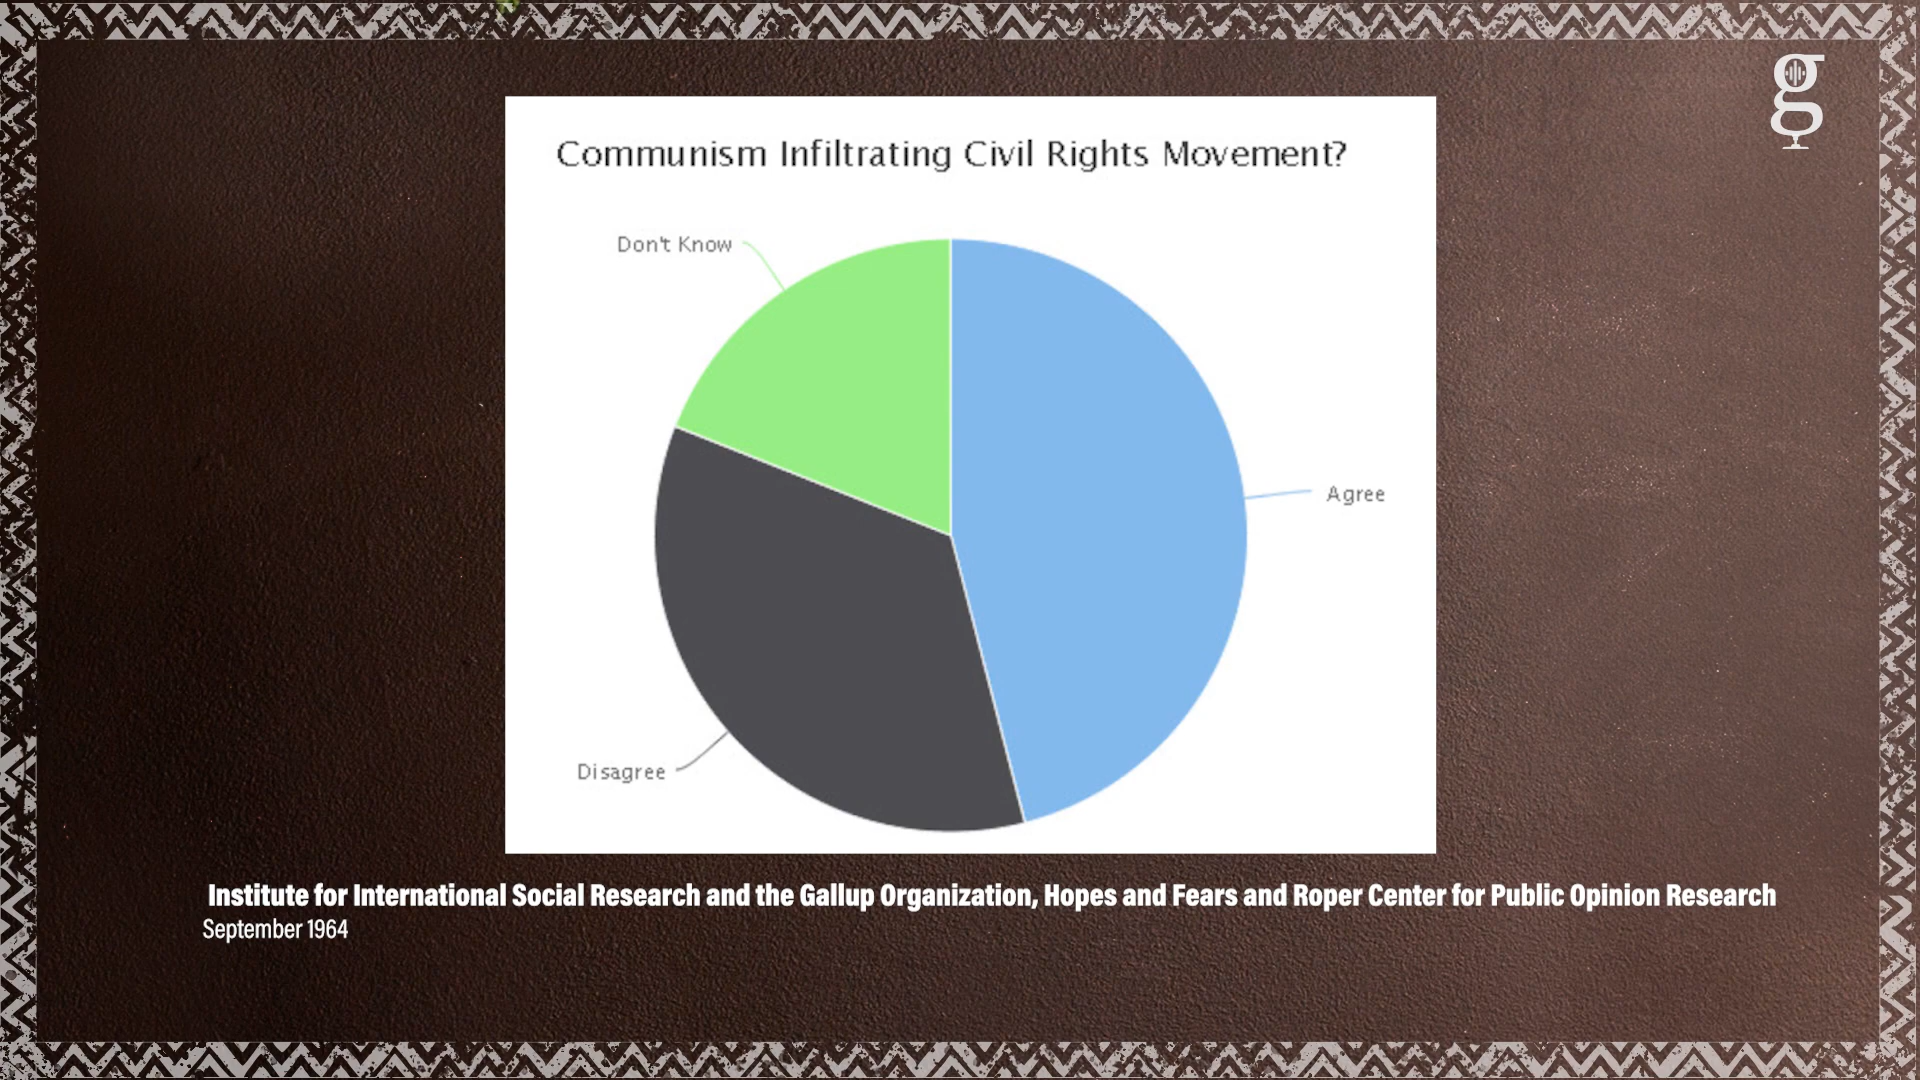 g
Communism Infiltrating Civil Rights Movement?
Don't Know
Agree
Disagree
Institute for International Social Research and the Gallup Organization, Hopes and Fears and Roper Center for Public Opinion Research
September 1964